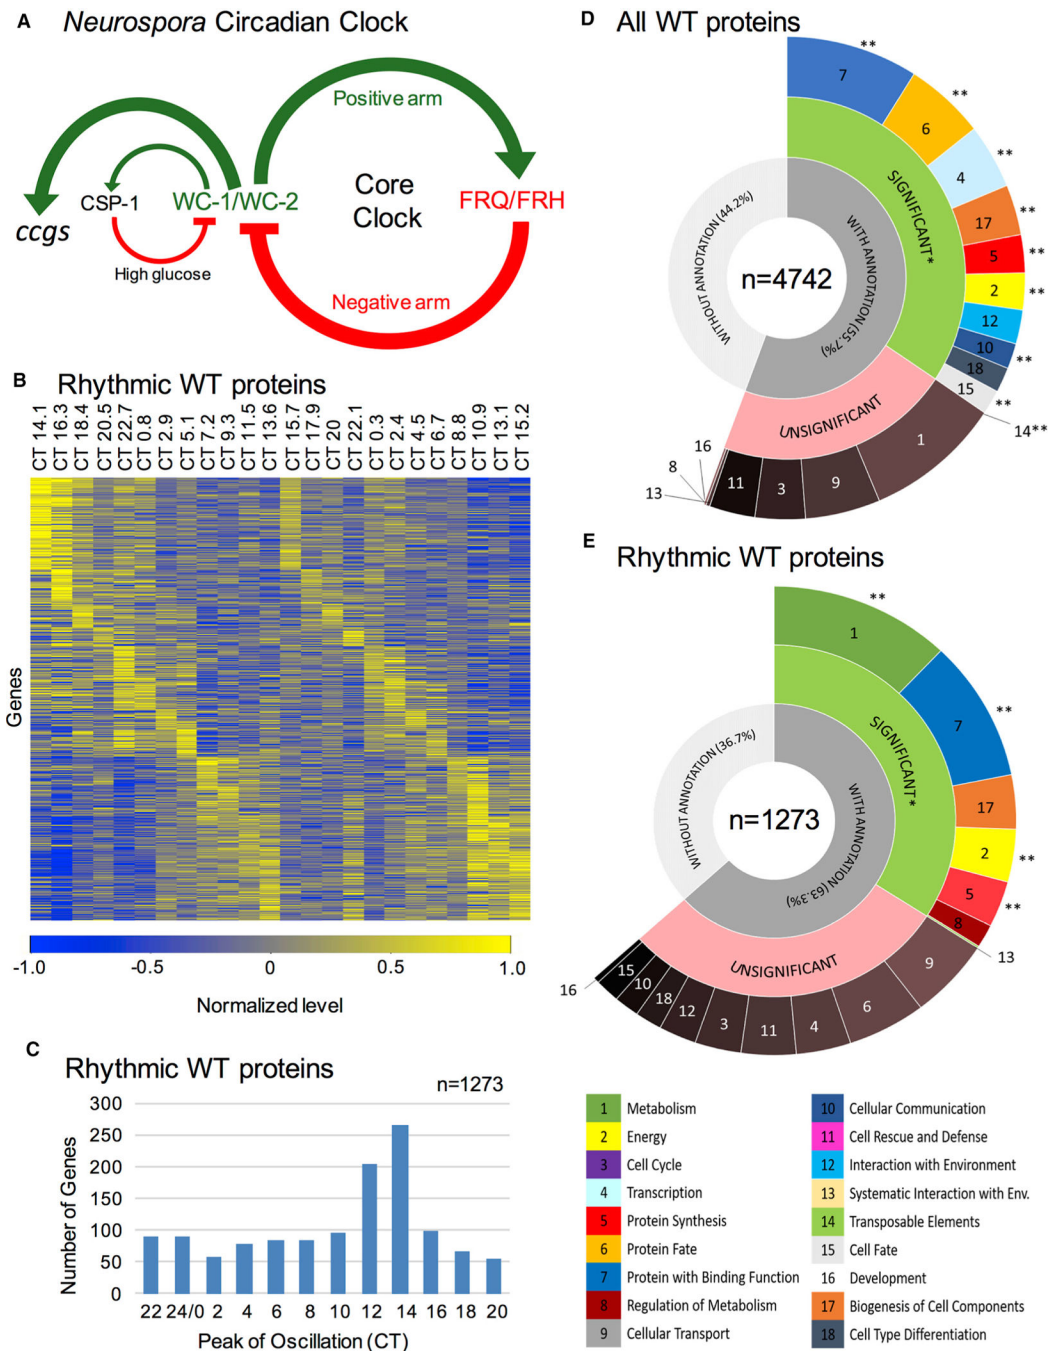 A
Neurospora Circadian Clock
Positive arm
Core
Clock
CSP-1
WC-1/WC-2
FRQ/FRH
ccgs
High glucose
Negative arm
B
Rhythmic WT proteins
CT 14.1
CT 16.3
CT 18.4
CT 20.5
CT 22.7
CT 0.8
CT 2.9
CT 5.1
CT 7.2
CT 9.3
CT 11.5
CT 13.6
CT 15.7
CT 17.9
CT 20
CT 22.1
CT 0.3
CT 2.4
CT 4.5
CT 6.7
CT 8.8
CT 10.9
CT 13.1
CT 15.2
Genes
-1.0
-0.5
0
0.5
1.0
Normalized level
C
Rhythmic WT proteins
n=1273
300
250
200
150
100
50
0
Number of Genes
22 24/0 2 4 6 8 10 12 14 16 18 20
Peak of Oscillation (CT)
D
All WT proteins
n=4742
WITHOUT ANNOTATION (44.2%)
WITH ANNOTATION (55.7%)
SIGNIFICANT*
UNSIGNIFICANT
7
**
6
**
4
**
17
**
5
**
2
**
12
10
**
18
15
**
14**
1
9
3
11
16
8
13
E
Rhythmic WT proteins
n=1273
WITHOUT ANNOTATION (36.7%)
WITH ANNOTATION (63.3%)
SIGNIFICANT*
UNSIGNIFICANT
1
**
7
**
17
2
**
5
**
8
13
9
6
4
11
3
12
18
10
15
16
1 Metabolism
2 Energy
3 Cell Cycle
4 Transcription
5 Protein Synthesis
6 Protein Fate
7 Protein with Binding Function
8 Regulation of Metabolism
9 Cellular Transport
10 Cellular Communication
11 Cell Rescue and Defense
12 Interaction with Environment
13 Systematic Interaction with Env.
14 Transposable Elements
15 Cell Fate
16 Development
17 Biogenesis of Cell Components
18 Cell Type Differentiation